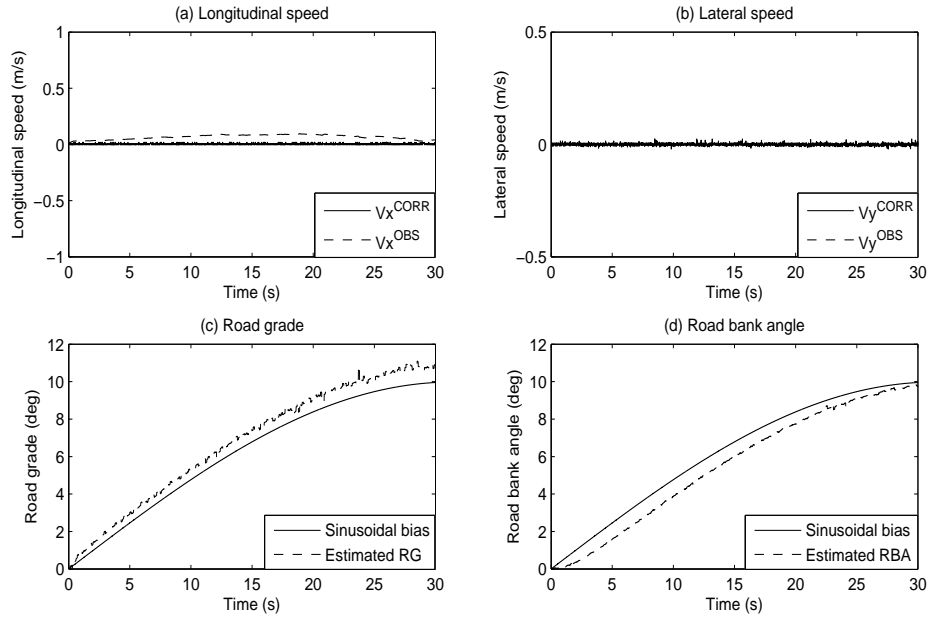 (a) Longitudinal speed
Longitudinal speed (m/s)
1
0.5
0
−0.5
−1
0 5 10 15 20 25 30
Time (s)
Vx^CORR
Vx^OBS
(b) Lateral speed
Lateral speed (m/s)
0.5
0
−0.5
0 5 10 15 20 25 30
Time (s)
Vy^CORR
Vy^OBS
(c) Road grade
Road grade (deg)
12
10
8
6
4
2
0
0 5 10 15 20 25 30
Time (s)
Sinusoidal bias
Estimated RG
(d) Road bank angle
Road bank angle (deg)
12
10
8
6
4
2
0
0 5 10 15 20 25 30
Time (s)
Sinusoidal bias
Estimated RBA